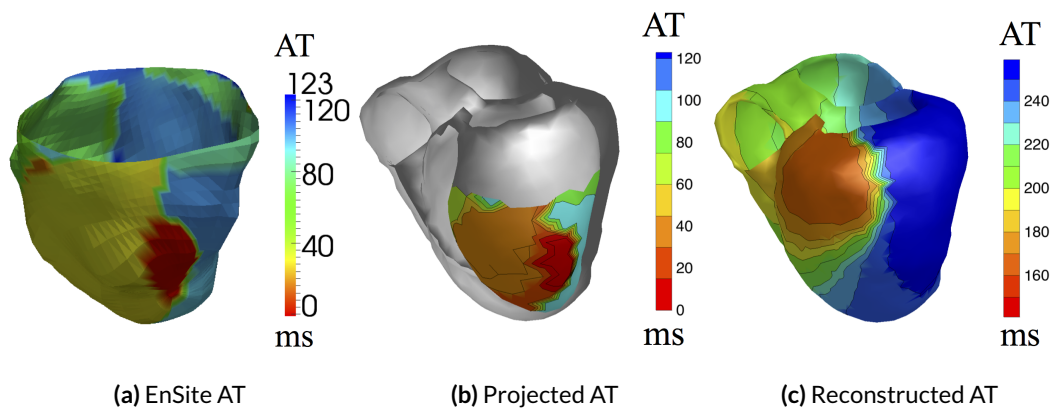 AT
123
120
80
40
0
ms
AT
120
100
80
60
40
20
0
ms
AT
240
220
200
180
160
ms
(a) EnSite AT
(b) Projected AT
(c) Reconstructed AT